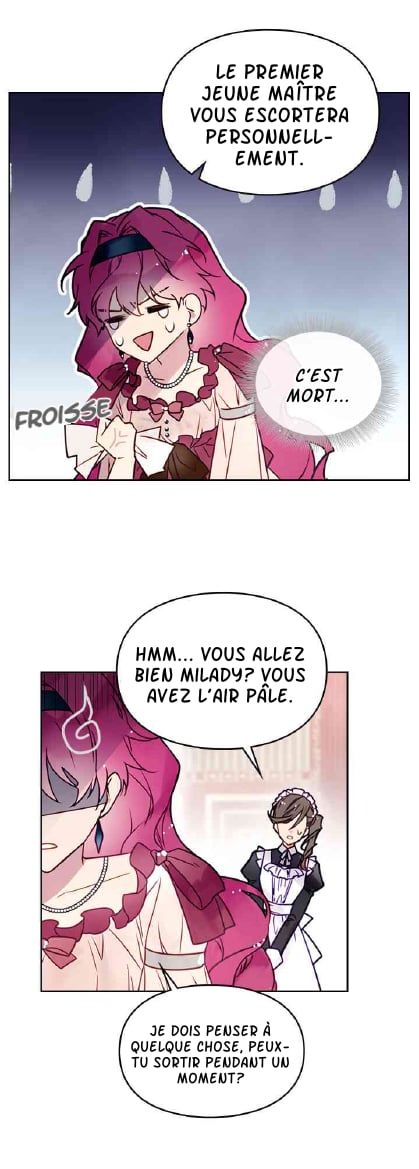 LE PREMIER
JEUNE MAÎTRE
VOUS ESCORTERA
PERSONNELL-
EMENT.
C'EST
MORT...
FROISSE
HMM... VOUS ALLEZ
BIEN MILADY? VOUS
AVEZ L'AIR PÂLE.
JE DOIS PENSER À
QUELQUE CHOSE, PEUX-
TU SORTIR PENDANT UN
MOMENT?